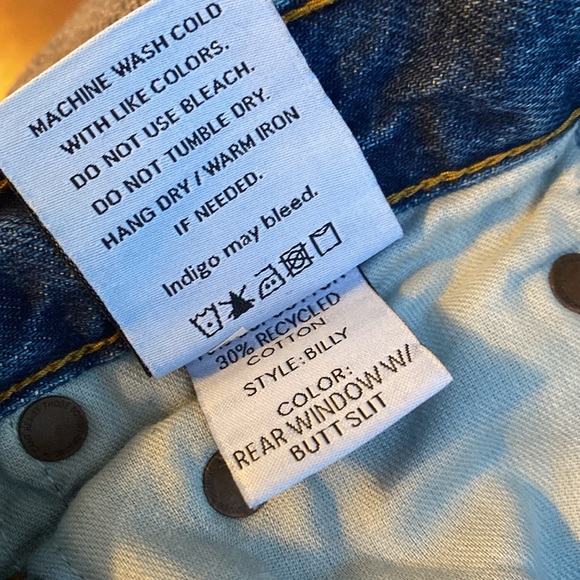 MACHINE WASH COLD
WITH LIKE COLORS.
DO NOT USE BLEACH.
DO NOT TUMBLE DRY.
HANG DRY / WARM IRON
IF NEEDED.
Indigo may bleed.
30% RECYCLED
COTTON
STYLE: BILLY
COLOR:
REAR WINDOW W/
BUTT SLIT